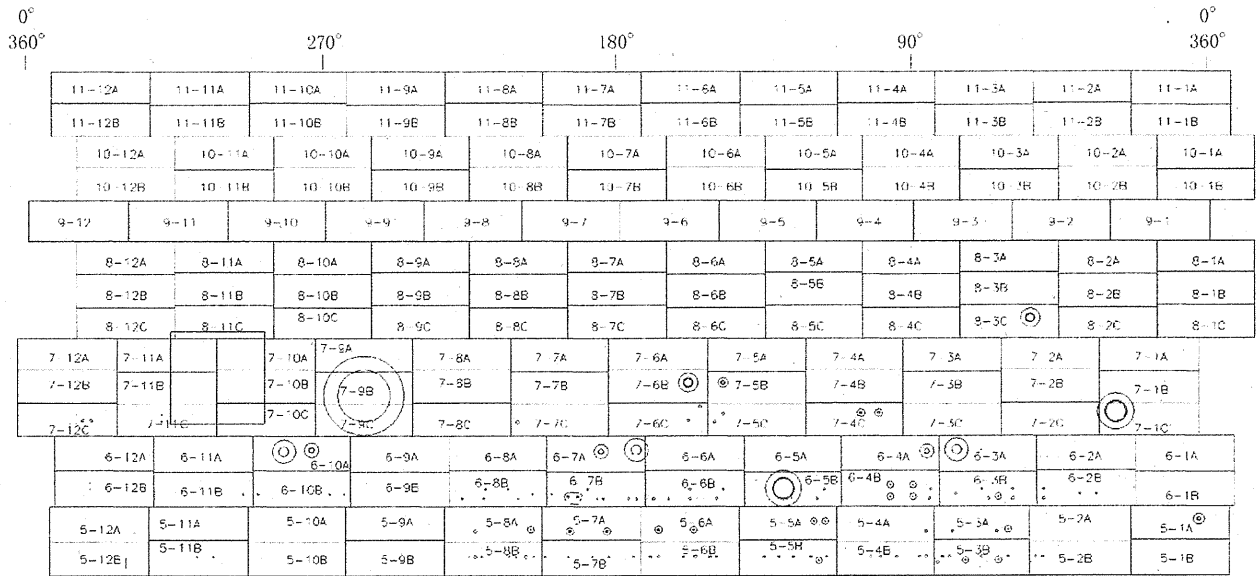 0° 0°
360° 270° 180° 90° 360°
11-12A 11-11A 11-10A 11-9A 11-8A 11-7A 11-6A 11-5A 11-4A 11-3A 11-2A 11-1A
11-12B 11-11B 11-10B 11-9B 11-8B 11-7B 11-6B 11-5B 11-4B 11-3B 11-2B 11-1B
10-12A 10-11A 10-10A 10-9A 10-8A 10-7A 10-6A 10-5A 10-4A 10-3A 10-2A 10-1A
10-12B 10-11B 10-10B 10-9B 10-8B 10-7B 10-6B 10-5B 10-4B 10-3B 10-2B 10-1B
9-12 9-11 9-10 9-9 9-8 9-7 9-6 9-5 9-4 9-3 9-2 9-1
8-12A 8-11A 8-10A 8-9A 8-8A 8-7A 8-6A 8-5A 8-4A 8-3A 8-2A 8-1A
8-12B 8-11B 8-10B 8-9B 8-8B 8-7B 8-6B 8-5B 8-4B 8-3B 8-2B 8-1B
8-12C 8-11C 8-10C 8-9C 8-8C 8-7C 8-6C 8-5C 8-4C 8-3C 8-2C 8-1C
7-12A 7-11A 7-10A 7-9A 7-8A 7-7A 7-6A 7-5A 7-4A 7-3A 7-2A 7-1A
7-12B 7-11B 7-10B 7-9B 7-8B 7-7B 7-6B 7-5B 7-4B 7-3B 7-2B 7-1B
7-12C 7-11C 7-10C 7-9C 7-8C 7-7C 7-6C 7-5C 7-4C 7-3C 7-2C 7-1C
6-12A 6-11A 6-10A 6-9A 6-8A 6-7A 6-6A 6-5A 6-4A 6-3A 6-2A 6-1A
6-12B 6-11B 6-10B 6-9B 6-8B 6-7B 6-6B 6-5B 6-4B 6-3B 6-2B 6-1B
5-12A 5-11A 5-10A 5-9A 5-8A 5-7A 5-6A 5-5A 5-4A 5-3A 5-2A 5-1A
5-12B 5-11B 5-10B 5-9B 5-8B 5-7B 5-6B 5-5B 5-4B 5-3B 5-2B 5-1B